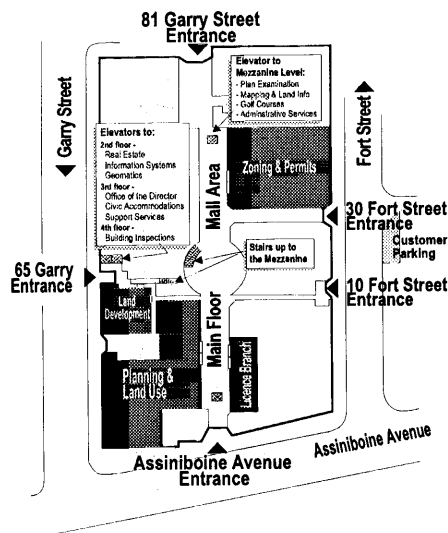 81 Garry Street
Entrance
Garry Street
Fort Street
Elevator to
Mezzanine Level:
- Plan Examination
- Mapping & Land Info
- Golf Courses
- Adminstrative Services
Elevators to:
2nd floor -
Real Estate
Information Systems
Geomatics
3rd floor -
Office of the Director
Civic Accommodations
Support Services
4th floor -
Building Inspections
Mall Area
Zoning & Permits
30 Fort Street
Entrance
Customer
Parking
Stairs up to
the Mezzanine
65 Garry
Entrance
10 Fort Street
Entrance
Land
Development
Main Floor
Planning &
Land Use
Licence Branch
Assiniboine Avenue
Entrance
Assiniboine Avenue